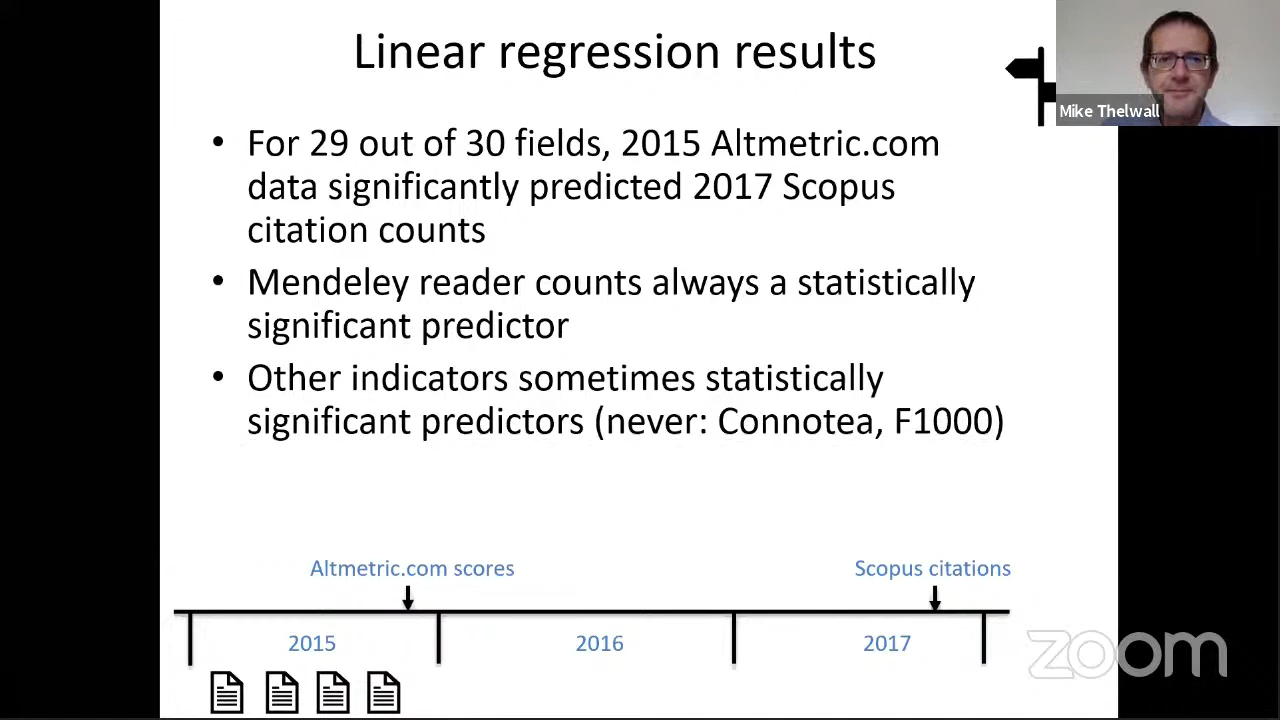 Linear regression results
Mike Thelwall
• For 29 out of 30 fields, 2015 Altmetric.com
data significantly predicted 2017 Scopus
citation counts
• Mendeley reader counts always a statistically
significant predictor
• Other indicators sometimes statistically
significant predictors (never: Connotea, F1000)
Altmetric.com scores
Scopus citations
2015
2016
2017
zoom